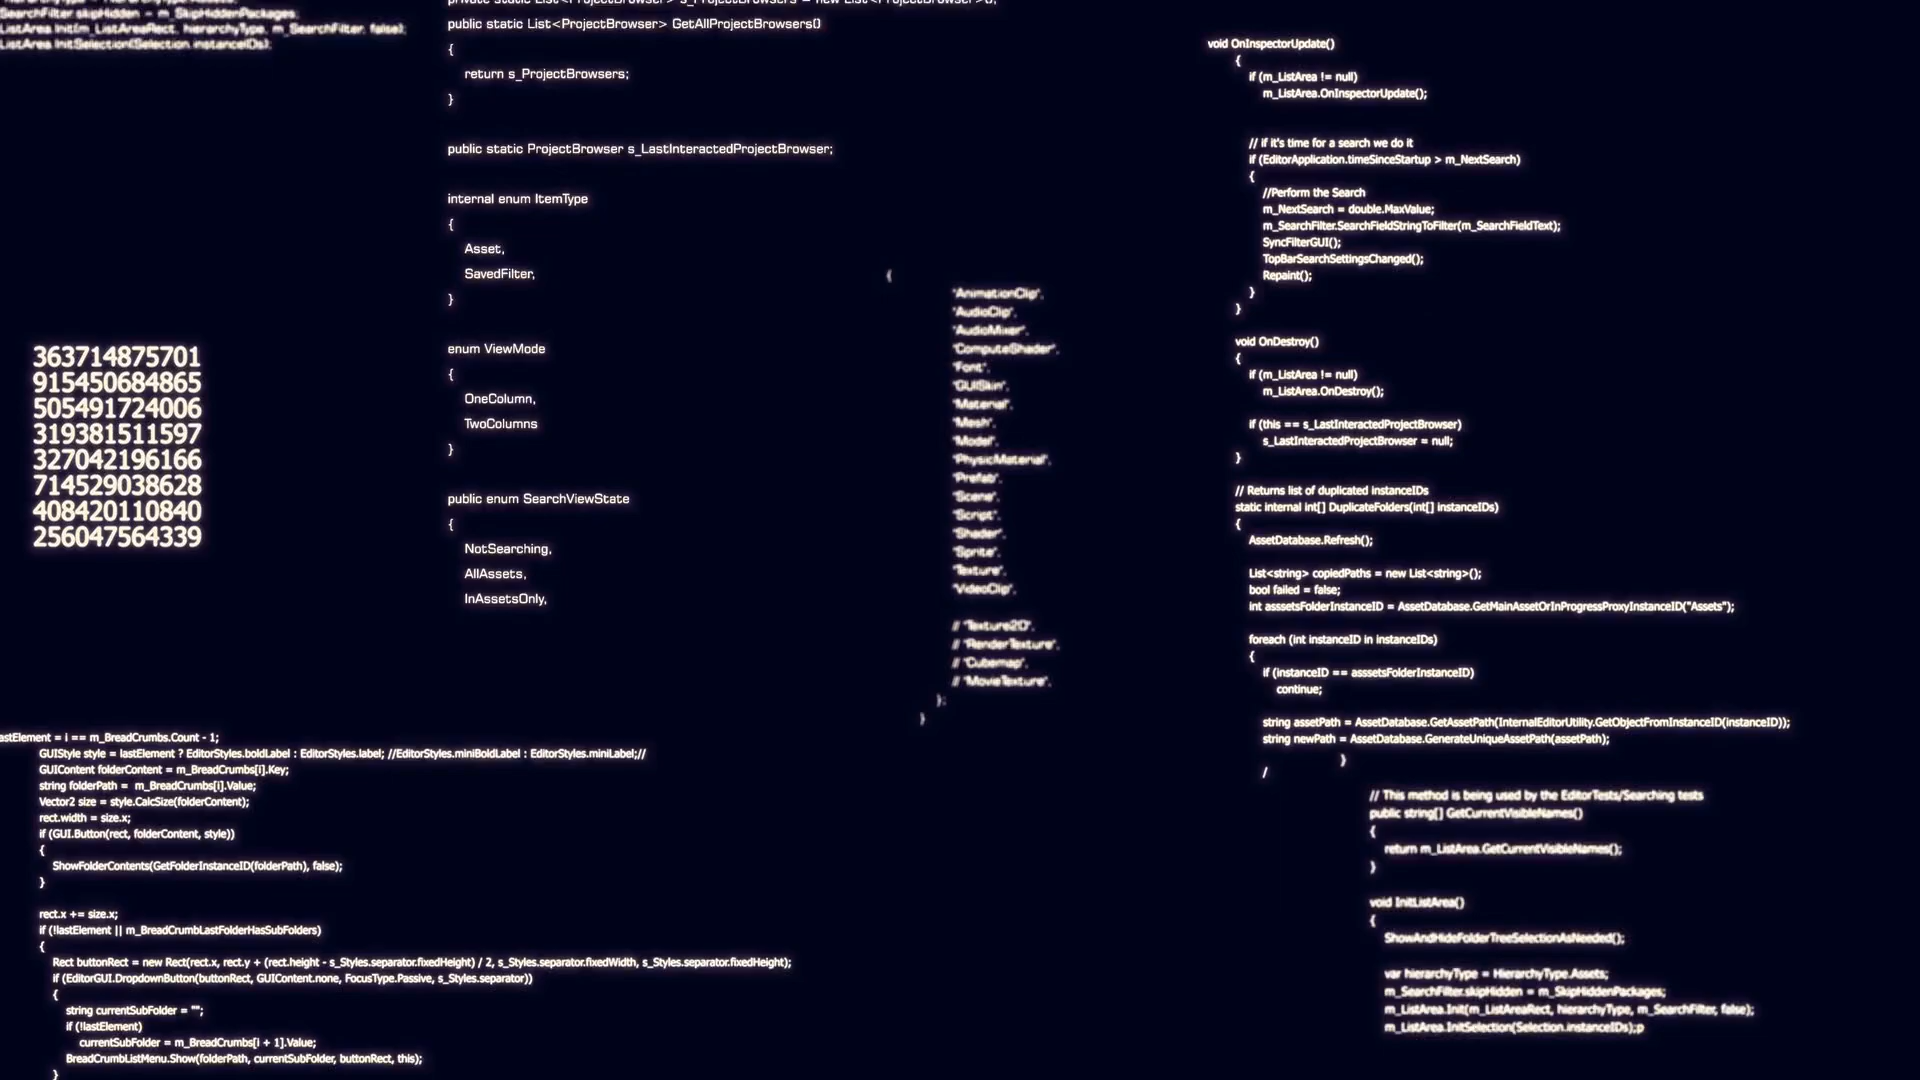 SearchFilter.skipHidden = m_SkipHiddenPackages;
ListArea.Init(m_ListAreaRect, hierarchyType, m_SearchFilter, false);
ListArea.InitSelection(Selection.instanceIDs);
private static List<ProjectBrowser> s_ProjectBrowsers = new List<ProjectBrowser>();
public static List<ProjectBrowser> GetAllProjectBrowsers()
{
return s_ProjectBrowsers;
}
public static ProjectBrowser s_LastInteractedProjectBrowser;
internal enum ItemType
{
Asset,
SavedFilter,
}
enum ViewMode
{
OneColumn,
TwoColumns
}
public enum SearchViewState
{
NotSearching,
AllAssets,
InAssetsOnly,
363714875701
915450684865
505491724006
319381511597
327042196166
714529038628
408420110840
256047564339
astElement = i == m_BreadCrumbs.Count - 1;
GUIStyle style = lastElement ? EditorStyles.boldLabel : EditorStyles.label; //EditorStyles.miniBoldLabel : EditorStyles.miniLabel;//
GUIContent folderContent = m_BreadCrumbs[i].Key;
string folderPath = m_BreadCrumbs[i].Value;
Vector2 size = style.CalcSize(folderContent);
rect.width = size.x;
if (GUI.Button(rect, folderContent, style))
{
ShowFolderContents(GetFolderInstanceID(folderPath), false);
}
rect.x += size.x;
if (!lastElement || m_BreadCrumbLastFolderHasSubFolders)
{
Rect buttonRect = new Rect(rect.x, rect.y + (rect.height - s_Styles.separator.fixedHeight) / 2, s_Styles.separator.fixedWidth, s_Styles.separator.fixedHeight);
if (EditorGUI.DropdownButton(buttonRect, GUIContent.none, FocusType.Passive, s_Styles.separator))
{
string currentSubFolder = "";
if (!lastElement)
currentSubFolder = m_BreadCrumbs[i + 1].Value;
BreadCrumbListMenu.Show(folderPath, currentSubFolder, buttonRect, this);
}
{
"AnimationClip",
"AudioClip",
"AudioMixer",
"ComputeShader",
"Font",
"GUISkin",
"Material",
"Mesh",
"Model",
"PhysicMaterial",
"Prefab",
"Scene",
"Script",
"Shader",
"Sprite",
"Texture",
"VideoClip",
// "Texture2D",
// "RenderTexture",
// "Cubemap",
// "MovieTexture",
};
}
void OnInspectorUpdate()
{
if (m_ListArea != null)
m_ListArea.OnInspectorUpdate();
// if it's time for a search we do it
if (EditorApplication.timeSinceStartup > m_NextSearch)
{
//Perform the Search
m_NextSearch = double.MaxValue;
m_SearchFilter.SearchFieldStringToFilter(m_SearchFieldText);
SyncFilterGUI();
TopBarSearchSettingsChanged();
Repaint();
}
}
void OnDestroy()
{
if (m_ListArea != null)
m_ListArea.OnDestroy();
if (this == s_LastInteractedProjectBrowser)
s_LastInteractedProjectBrowser = null;
}
// Returns list of duplicated instanceIDs
static internal int[] DuplicateFolders(int[] instanceIDs)
{
AssetDatabase.Refresh();
List<string> copiedPaths = new List<string>();
bool failed = false;
int asssetsFolderInstanceID = AssetDatabase.GetMainAssetOrInProgressProxyInstanceID("Assets");
foreach (int instanceID in instanceIDs)
{
if (instanceID == asssetsFolderInstanceID)
continue;
string assetPath = AssetDatabase.GetAssetPath(InternalEditorUtility.GetObjectFromInstanceID(instanceID));
string newPath = AssetDatabase.GenerateUniqueAssetPath(assetPath);
}
/
// This method is being used by the EditorTests/Searching tests
public string[] GetCurrentVisibleNames()
{
return m_ListArea.GetCurrentVisibleNames();
}
void InitListArea()
{
ShowAndHideFolderTreeSelectionAsNeeded();
var hierarchyType = HierarchyType.Assets;
m_SearchFilter.skipHidden = m_SkipHiddenPackages;
m_ListArea.Init(m_ListAreaRect, hierarchyType, m_SearchFilter, false);
m_ListArea.InitSelection(Selection.instanceIDs);p